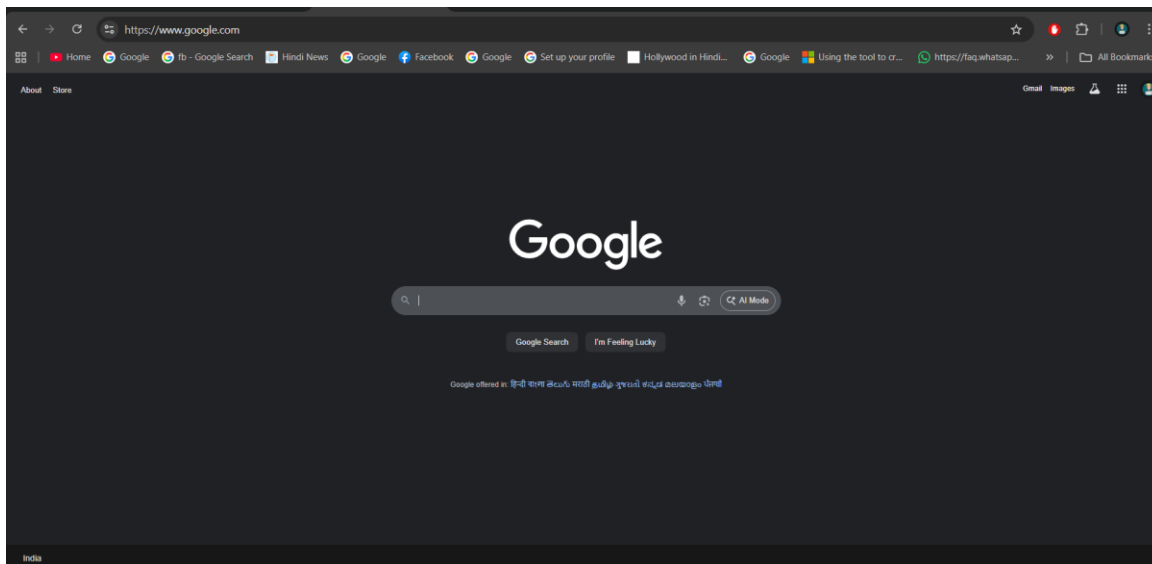 https://www.google.com
Home Google fb - Google Search Hindi News Google Facebook Google Set up your profile Hollywood in Hindi... Google Using the tool to cr... https://faq.whatsap... » All Bookmark
About Store Gmail Images
Google
AI Mode
Google Search I'm Feeling Lucky
Google offered in: हिन्दी বাংলা తెలుగు मराठी தமிழ் ગુજરાતી ಕನ್ನಡ മലയാളം ਪੰਜਾਬੀ
India